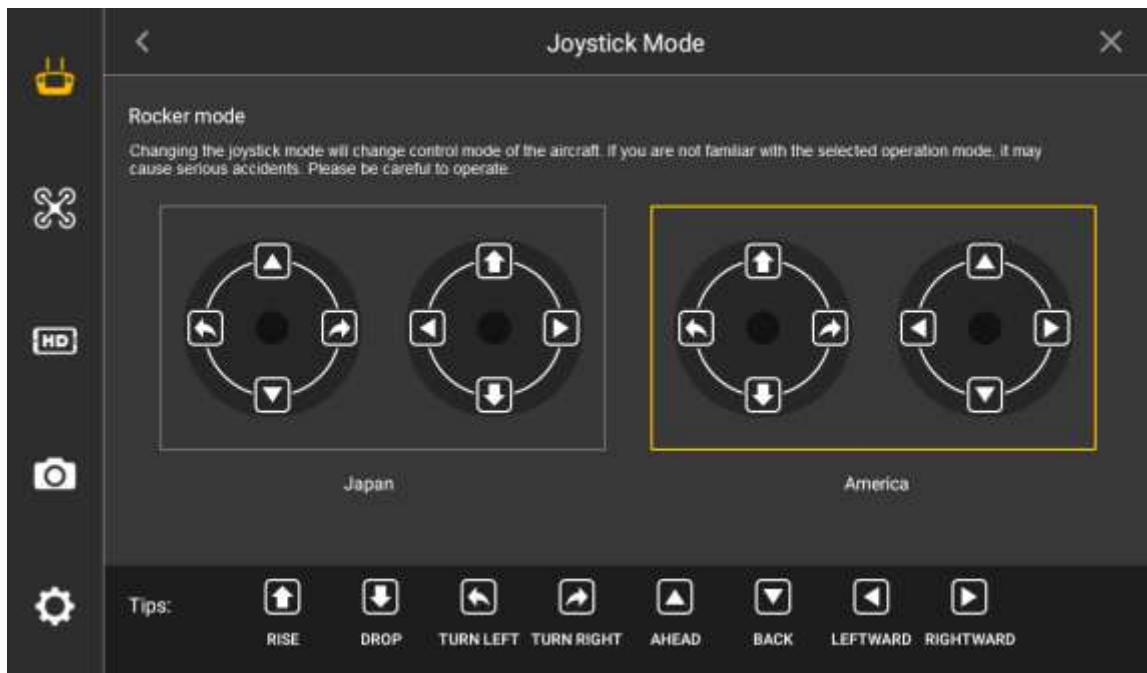 Joystick Mode
Rocker mode
Changing the joystick mode will change control mode of the aircraft. If you are not familiar with the selected operation mode, it may
cause serious accidents. Please be careful to operate.
HD
Japan
America
Tips:
RISE DROP TURN LEFT TURN RIGHT AHEAD BACK LEFTWARD RIGHTWARD